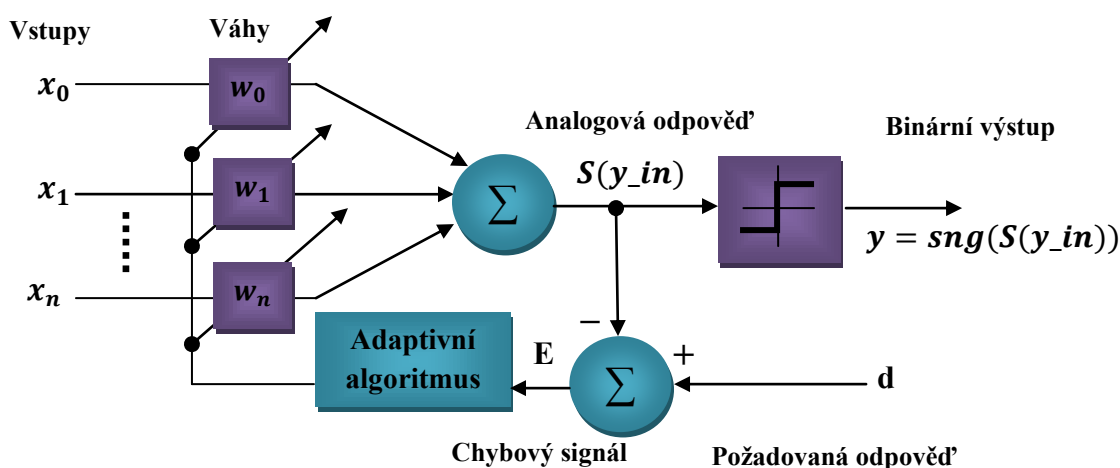 Vstupy
Váhy
x₀
w₀
x₁
w₁
xₙ
wₙ
∑
Analogová odpověď
S(y_in)
Binární výstup
y = sng(S(y_in))
−
+
∑
E
d
Adaptivní
algoritmus
Chybový signál
Požadovaná odpověď